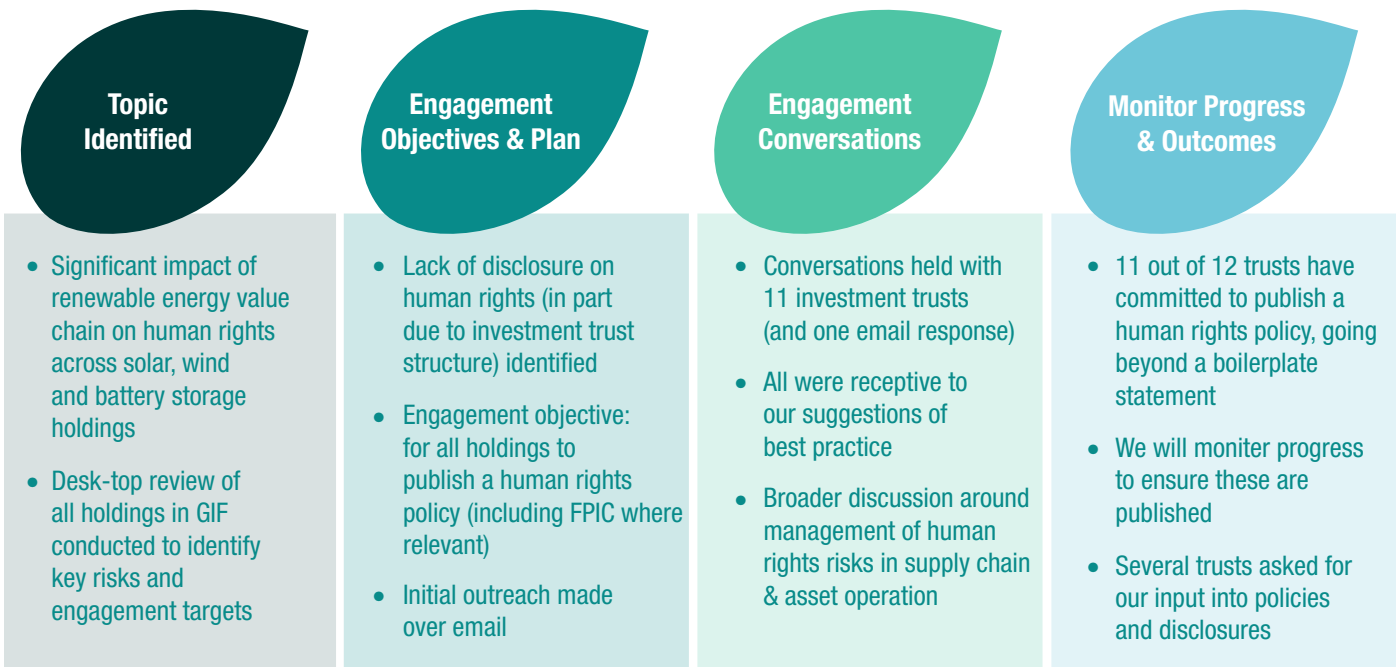 Topic
Identified
• Significant impact of
renewable energy value
chain on human rights
across solar, wind
and battery storage
holdings
• Desk-top review of
all holdings in GIF
conducted to identify
key risks and
engagement targets
Engagement
Objectives & Plan
• Lack of disclosure on
human rights (in part
due to investment trust
structure) identified
• Engagement objective:
for all holdings to
publish a human rights
policy (including FPIC where
relevant)
• Initial outreach made
over email
Engagement
Conversations
• Conversations held with
11 investment trusts
(and one email response)
• All were receptive to
our suggestions of
best practice
• Broader discussion around
management of human
rights risks in supply chain
& asset operation
Monitor Progress
& Outcomes
• 11 out of 12 trusts have
committed to publish a
human rights policy, going
beyond a boilerplate
statement
• We will moniter progress
to ensure these are
published
• Several trusts asked for
our input into policies
and disclosures